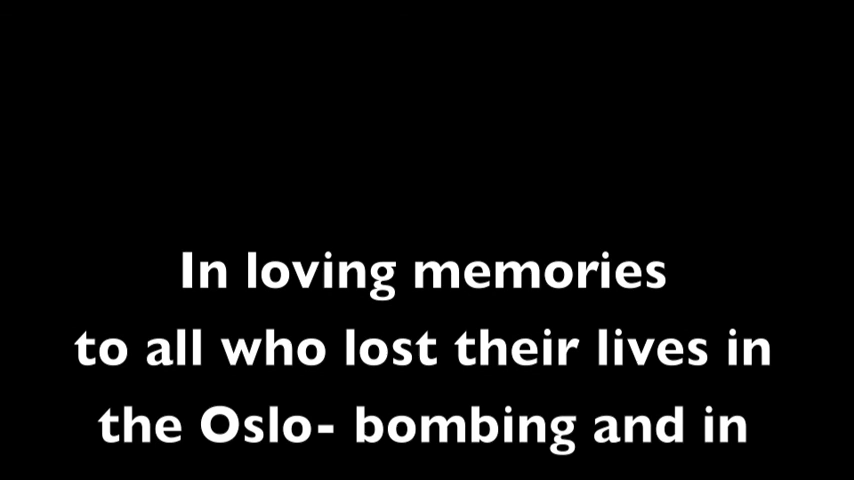 In loving memories
to all who lost their lives in
the Oslo- bombing and in